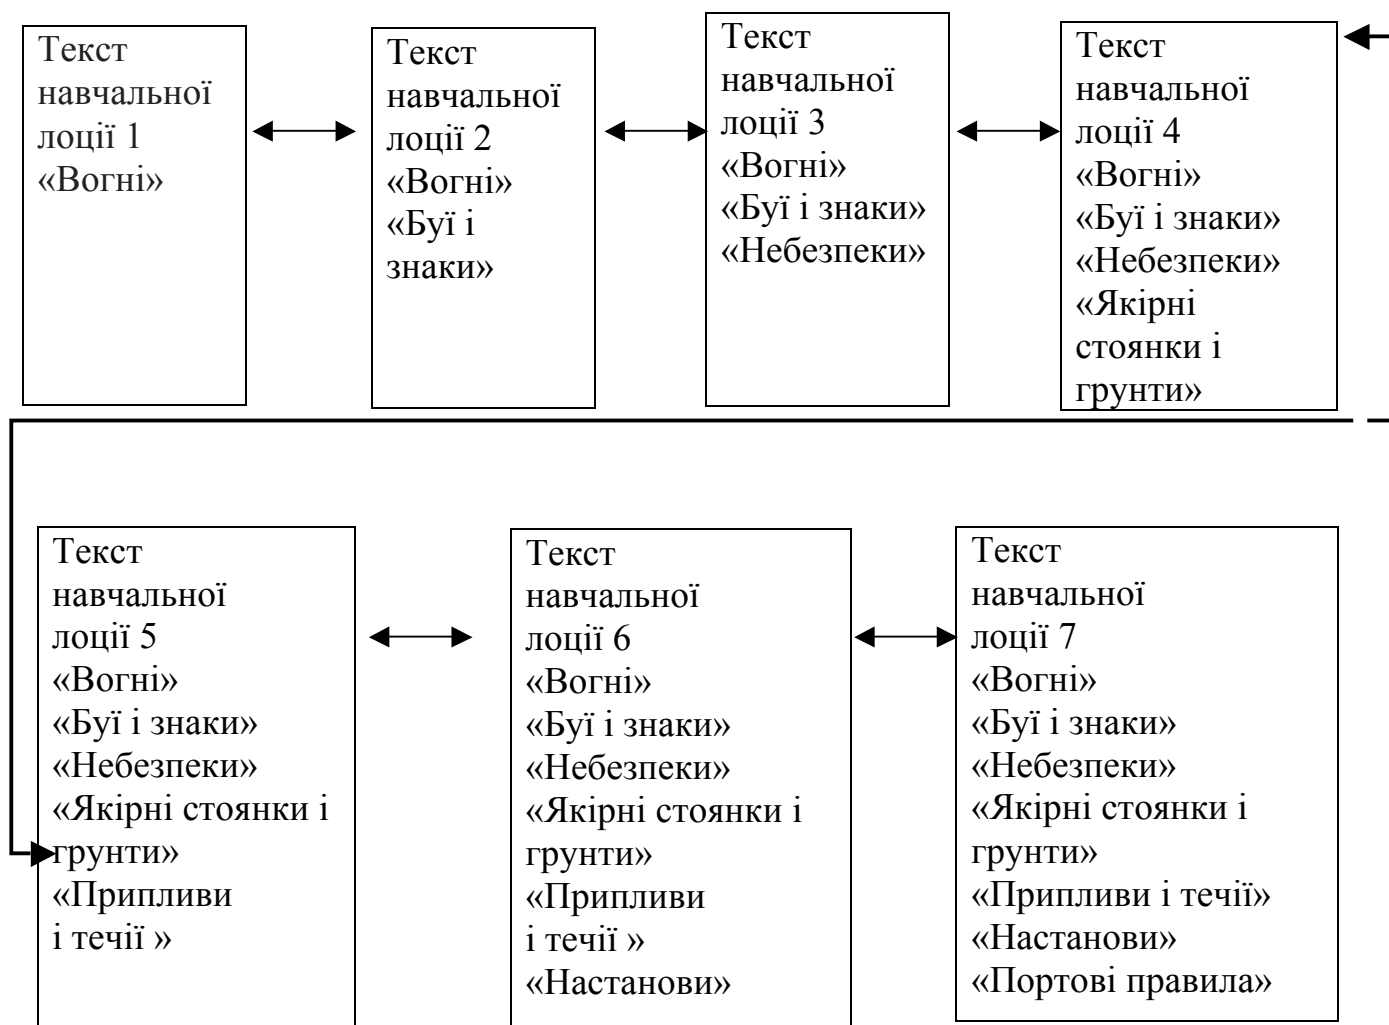 Текст
навчальної
лоції 1
«Вогні»
Текст
навчальної
лоції 2
«Вогні»
«Буї і
знаки»
Текст
навчальної
лоції 3
«Вогні»
«Буї і знаки»
«Небезпеки»
Текст
навчальної
лоції 4
«Вогні»
«Буї і знаки»
«Небезпеки»
«Якірні
стоянки і
грунти»
Текст
навчальної
лоції 5
«Вогні»
«Буї і знаки»
«Небезпеки»
«Якірні стоянки і
грунти»
«Припливи
і течії »
Текст
навчальної
лоції 6
«Вогні»
«Буї і знаки»
«Небезпеки»
«Якірні стоянки і
грунти»
«Припливи
і течії »
«Настанови»
Текст
навчальної
лоції 7
«Вогні»
«Буї і знаки»
«Небезпеки»
«Якірні стоянки і
грунти»
«Припливи і течії»
«Настанови»
«Портові правила»